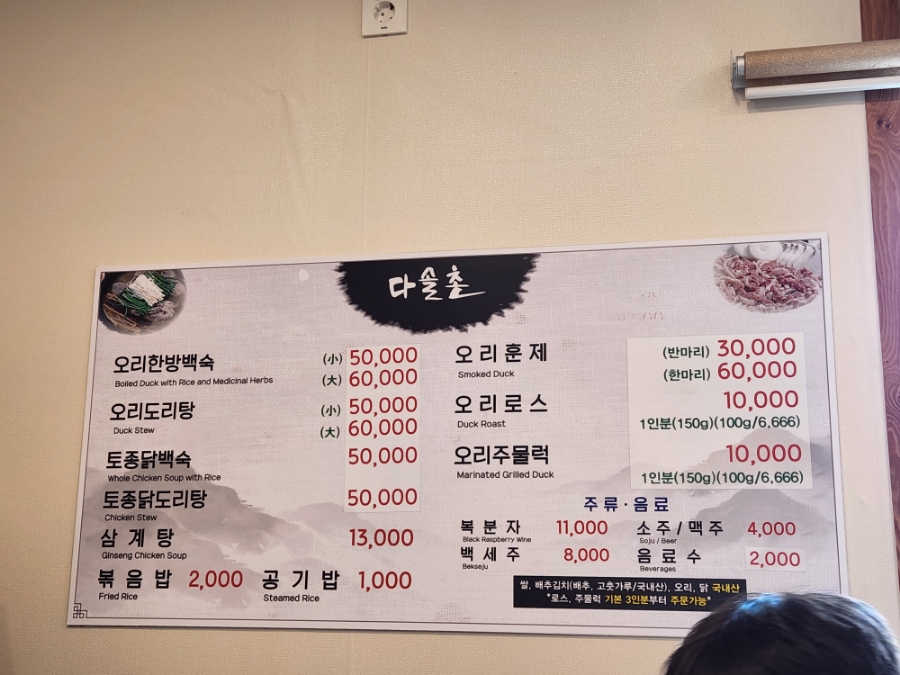 다솔촌
오리한방백숙 (小) 50,000
Boiled Duck with Rice and Medicinal Herbs (大) 60,000
오리도리탕 (小) 50,000
Duck Stew (大) 60,000
토종닭백숙 50,000
Whole Chicken Soup with Rice
토종닭도리탕 50,000
Chicken Stew
삼계탕 13,000
Ginseng Chicken Soup
볶음밥 2,000 공기밥 1,000
Fried Rice Steamed Rice
오리훈제 (반마리) 30,000
Smoked Duck (한마리) 60,000
오리로스 10,000
Duck Roast 1인분(150g)(100g/6,666)
오리주물럭 10,000
Marinated Grilled Duck 1인분(150g)(100g/6,666)
주류·음료
복분자 11,000 소주/맥주 4,000
Black Raspberry Wine Soju / Beer
백세주 8,000 음료수 2,000
Bekseju Beverages
쌀, 배추김치(배추, 고춧가루/국내산), 오리, 닭 국내산
*로스, 주물럭 기본 3인분부터 주문가능*